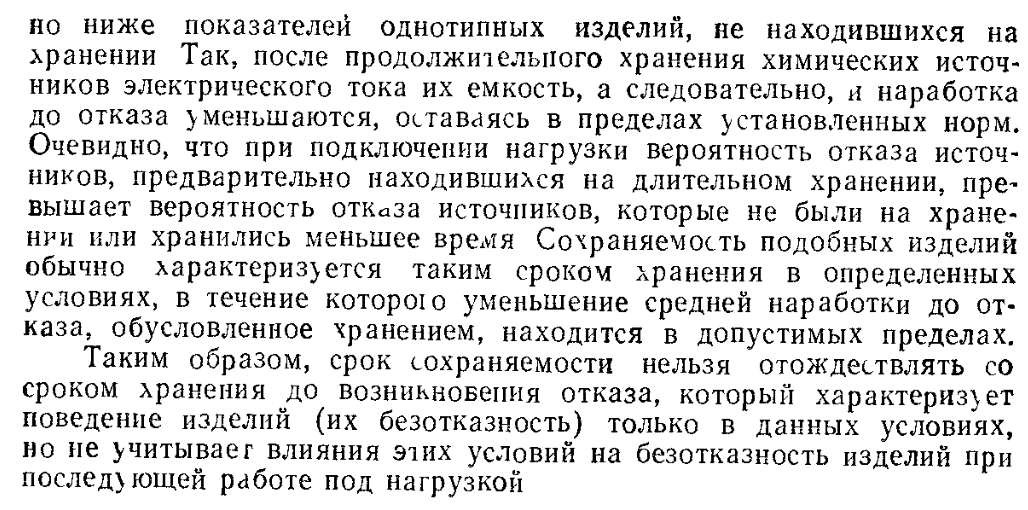 но ниже показателей однотипных изделий, не находившихся на
хранении Так, после продолжительного хранения химических источ-
ников электрического тока их емкость, а следовательно, и наработка
до отказа уменьшаются, оставаясь в пределах установленных норм.
Очевидно, что при подключении нагрузки вероятность отказа источ-
ников, предварительно находившихся на длительном хранении, пре-
вышает вероятность отказа источников, которые не были на хране-
нии или хранились меньшее время Сохраняемость подобных изделий
обычно характеризуется таким сроком хранения в определенных
условиях, в течение которого уменьшение средней наработки до от-
каза, обусловленное хранением, находится в допустимых пределах.
Таким образом, срок сохраняемости нельзя отождествлять со
сроком хранения до возникновения отказа, который характеризует
поведение изделий (их безотказность) только в данных условиях,
но не учитывает влияния этих условий на безотказность изделий при
последующей работе под нагрузкой